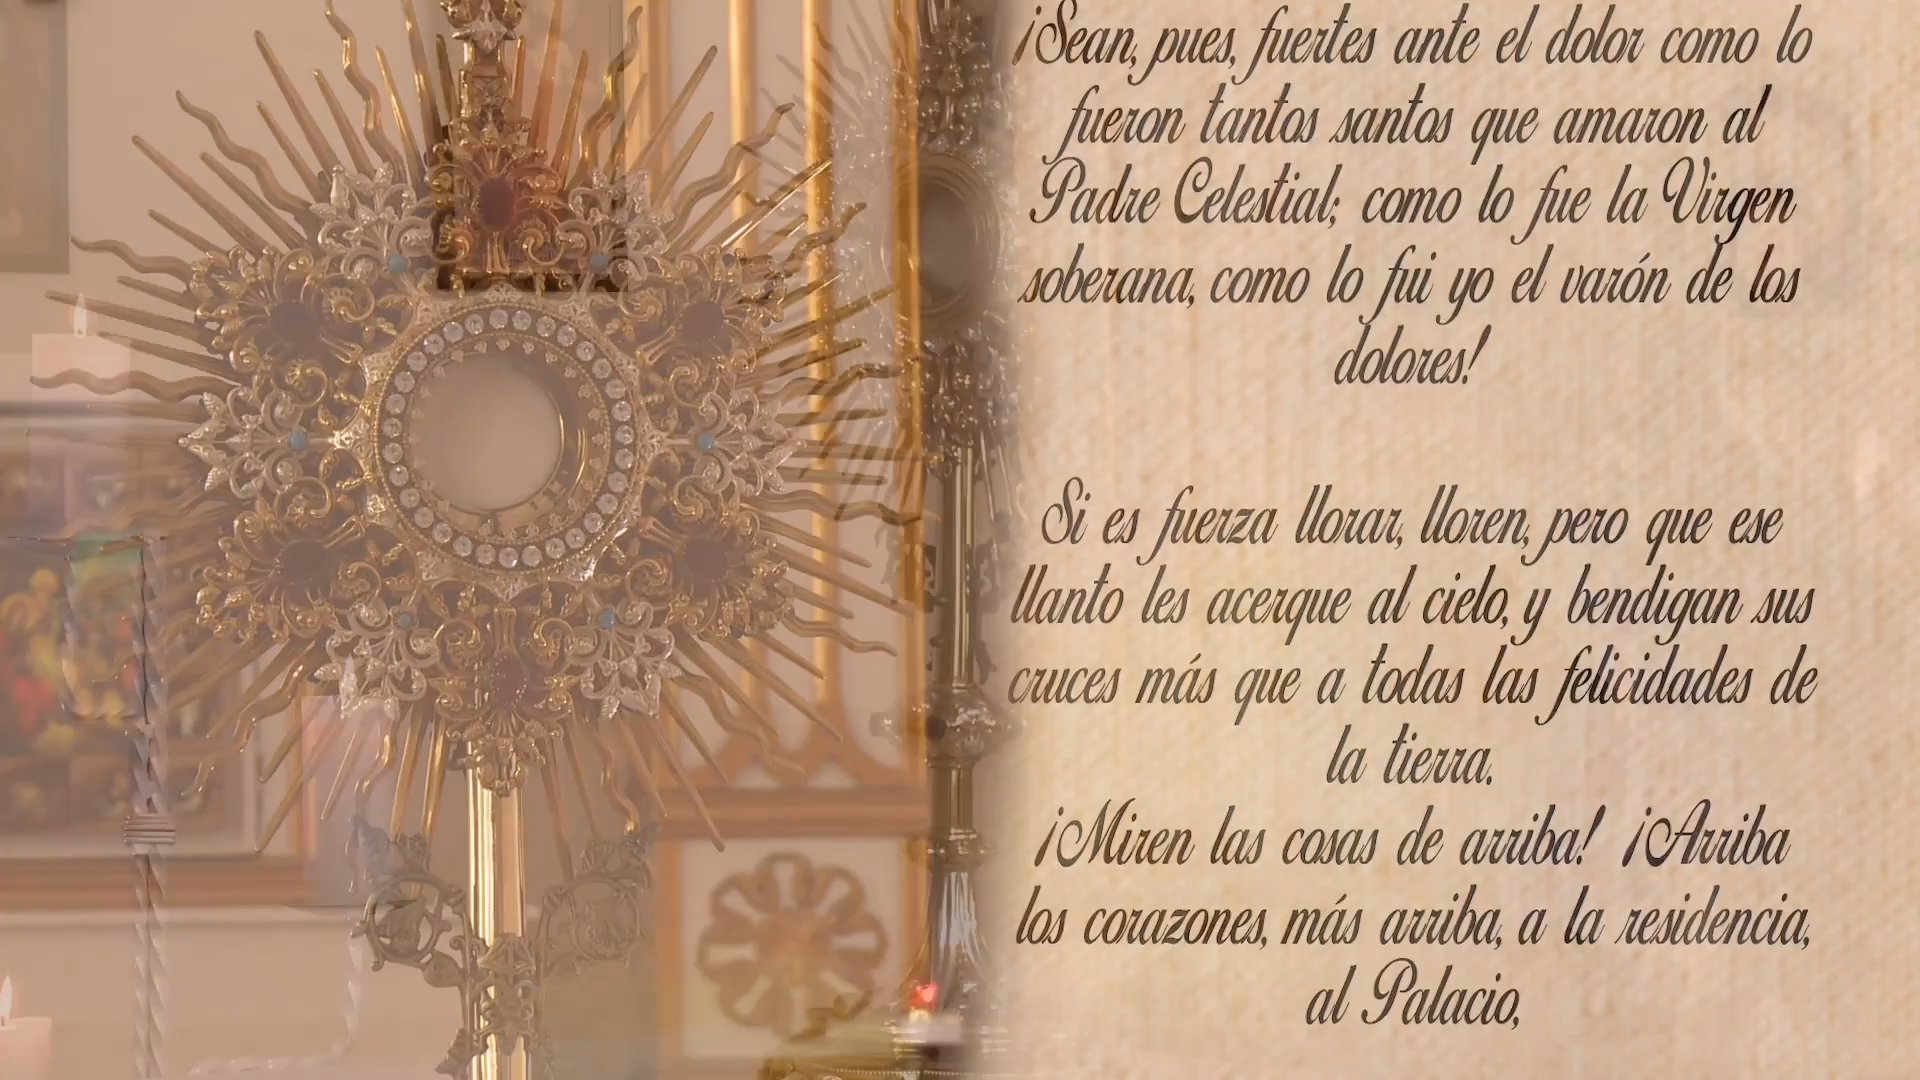 ¡Sean, pues, fuertes ante el dolor como lo
fueron tantos santos que amaron al
Padre Celestial; como lo fue la Virgen
soberana, como lo fui yo el varón de los
dolores!
Si es fuerza llorar, lloren, pero que ese
llanto les acerque al cielo, y bendigan sus
cruces más que a todas las felicidades de
la tierra.
¡Miren las cosas de arriba! ¡Arriba
los corazones, más arriba, a la residencia,
al Palacio,